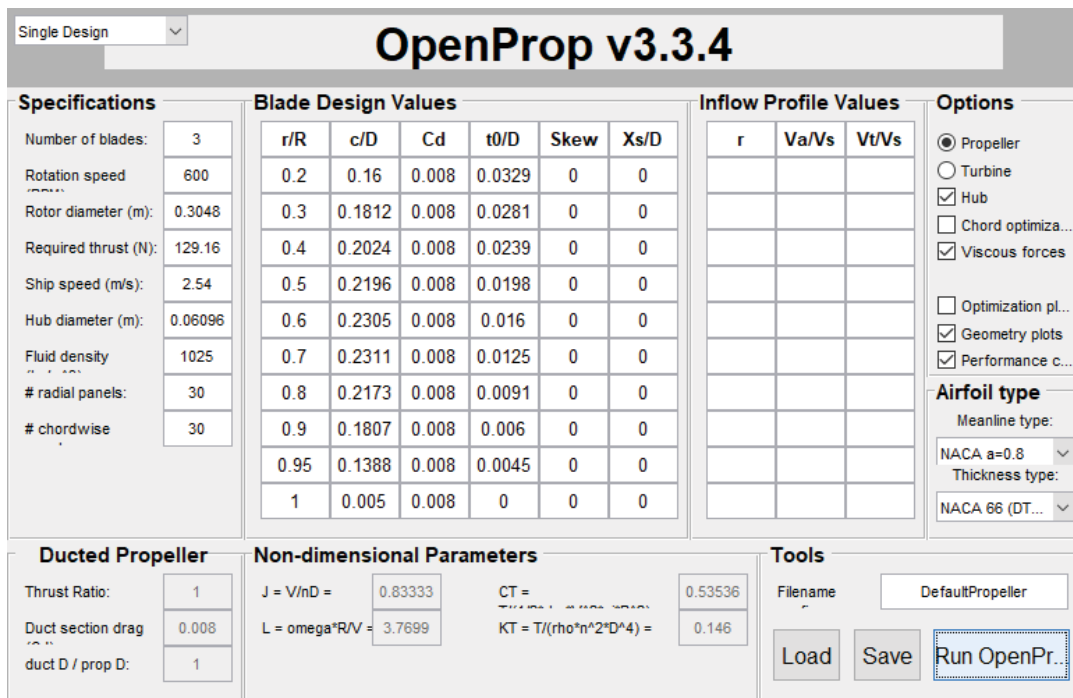 Single Design
OpenProp v3.3.4
Specifications
Number of blades: 3
Rotation speed 600
Rotor diameter (m): 0.3048
Required thrust (N): 129.16
Ship speed (m/s): 2.54
Hub diameter (m): 0.06096
Fluid density 1025
# radial panels: 30
# chordwise 30
Blade Design Values
r/R c/D Cd t0/D Skew Xs/D
0.2 0.16 0.008 0.0329 0 0
0.3 0.1812 0.008 0.0281 0 0
0.4 0.2024 0.008 0.0239 0 0
0.5 0.2196 0.008 0.0198 0 0
0.6 0.2305 0.008 0.016 0 0
0.7 0.2311 0.008 0.0125 0 0
0.8 0.2173 0.008 0.0091 0 0
0.9 0.1807 0.008 0.006 0 0
0.95 0.1388 0.008 0.0045 0 0
1 0.005 0.008 0 0 0
Inflow Profile Values
r Va/Vs Vt/Vs
Options
Propeller
Turbine
Hub
Chord optimiza...
Viscous forces
Optimization pl...
Geometry plots
Performance c...
Airfoil type
Meanline type:
NACA a=0.8
Thickness type:
NACA 66 (DT...
Ducted Propeller
Thrust Ratio: 1
Duct section drag 0.008
duct D / prop D: 1
Non-dimensional Parameters
J = V/nD = 0.83333
L = omega*R/V = 3.7699
CT = 0.53536
KT = T/(rho*n^2*D^4) = 0.146
Tools
Filename DefaultPropeller
Load Save Run OpenPr...